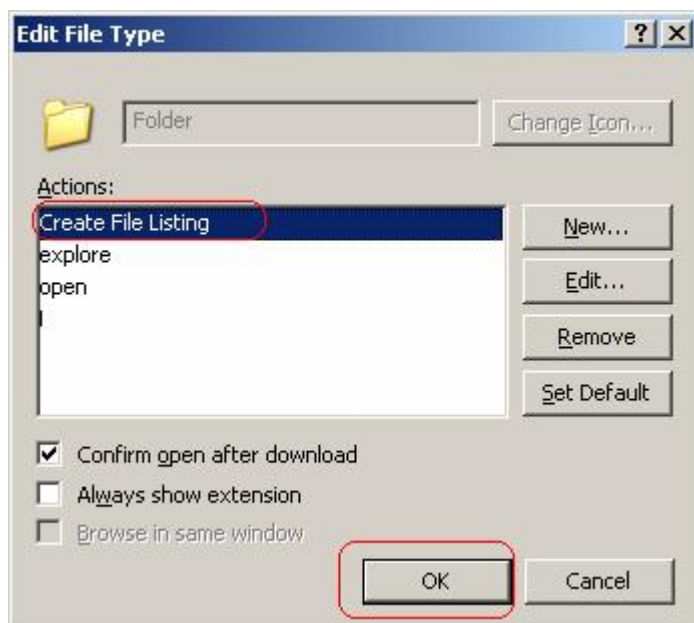 Edit File Type
Folder
Change Icon...
Actions:
Create File Listing
explore
open
New...
Edit...
Remove
Set Default
Confirm open after download
Always show extension
Browse in same window
OK
Cancel